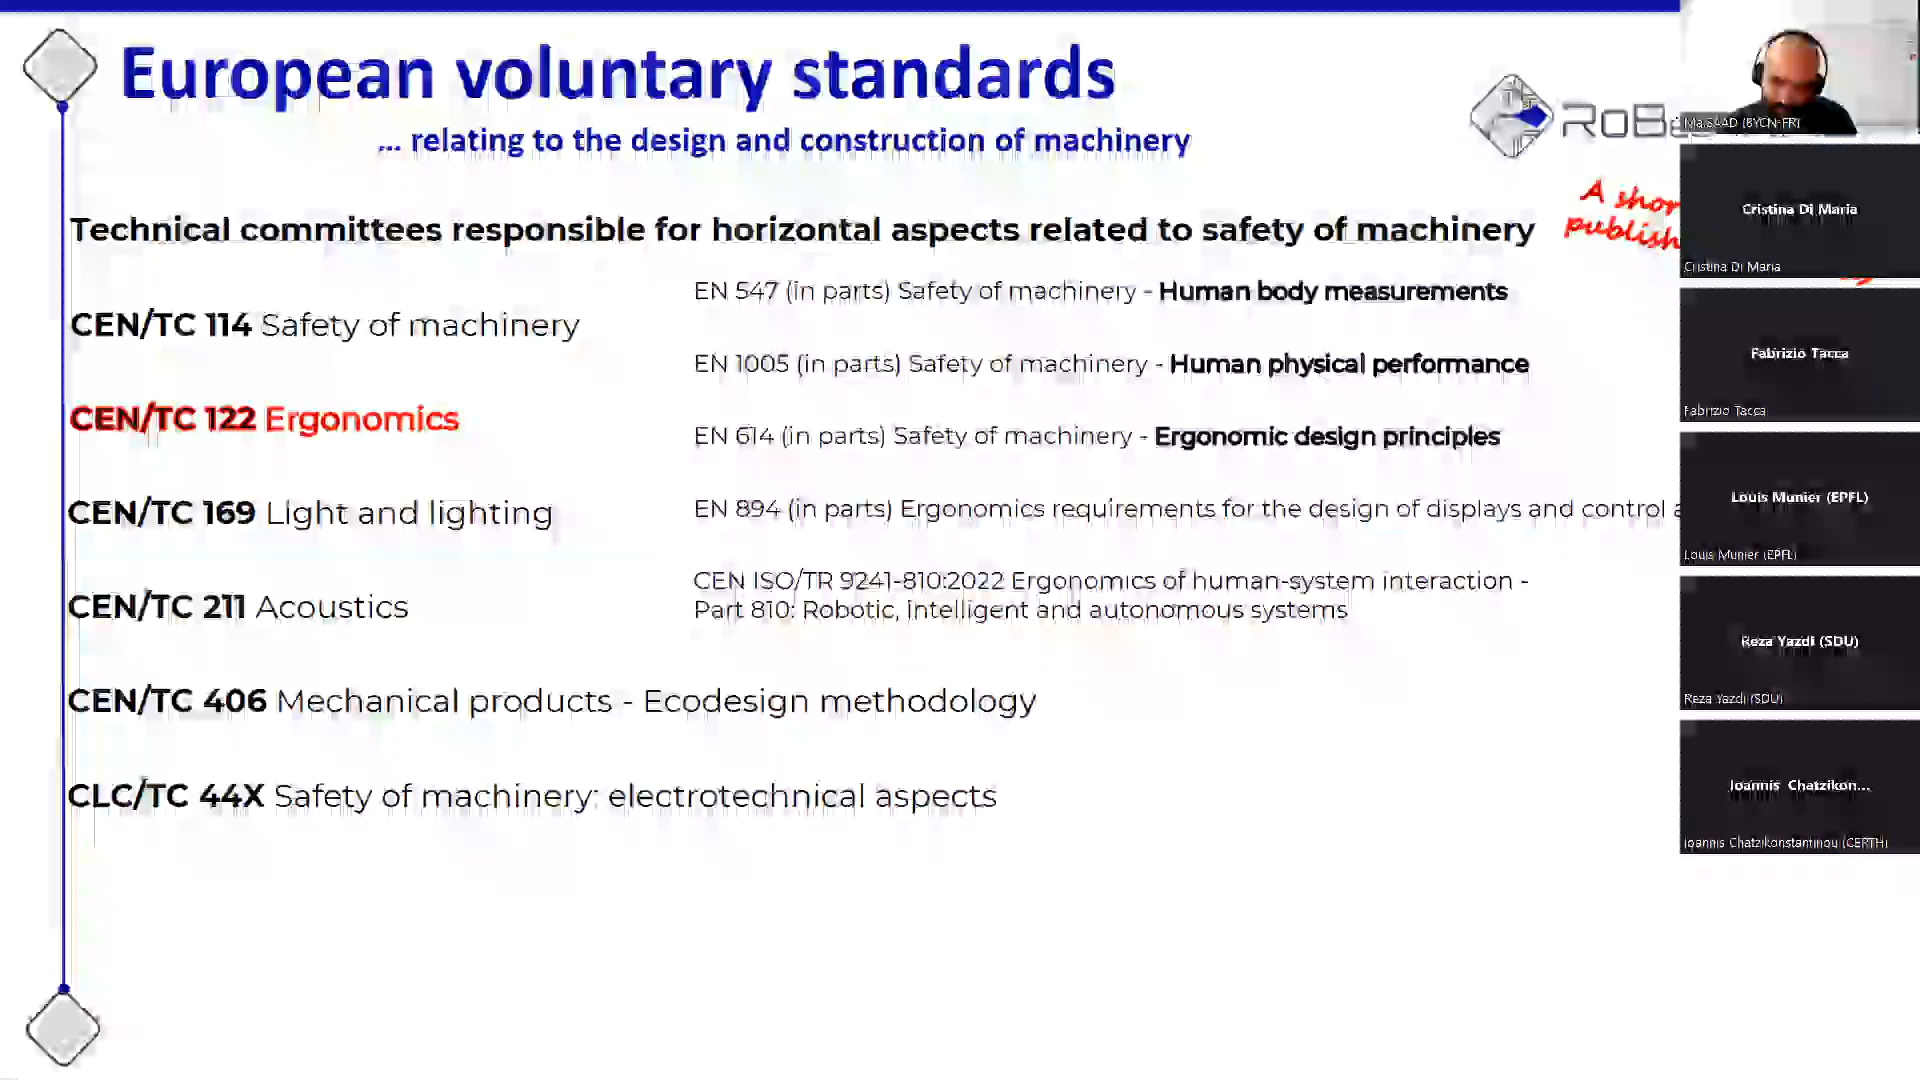 European voluntary standards
... relating to the design and construction of machinery
Technical committees responsible for horizontal aspects related to safety of machinery
A shor
publish
CEN/TC 114 Safety of machinery
CEN/TC 122 Ergonomics
CEN/TC 169 Light and lighting
CEN/TC 211 Acoustics
CEN/TC 406 Mechanical products - Ecodesign methodology
CLC/TC 44X Safety of machinery: electrotechnical aspects
EN 547 (in parts) Safety of machinery - Human body measurements
EN 1005 (in parts) Safety of machinery - Human physical performance
EN 614 (in parts) Safety of machinery - Ergonomic design principles
EN 894 (in parts) Ergonomics requirements for the design of displays and control
CEN ISO/TR 9241-810:2022 Ergonomics of human-system interaction -
Part 810: Robotic, intelligent and autonomous systems
(BYCN-FR)
Cristina Di Maria
Cristina Di Maria
Fabrizio Tacca
Fabrizio Tacca
Louis Munier (EPFL)
Louis Munier (EPFL)
Reza Yazdi (SDU)
Reza Yazdi (SDU)
Ioannis Chatzikon...
Ioannis Chatzikonstantinou (CERTH)